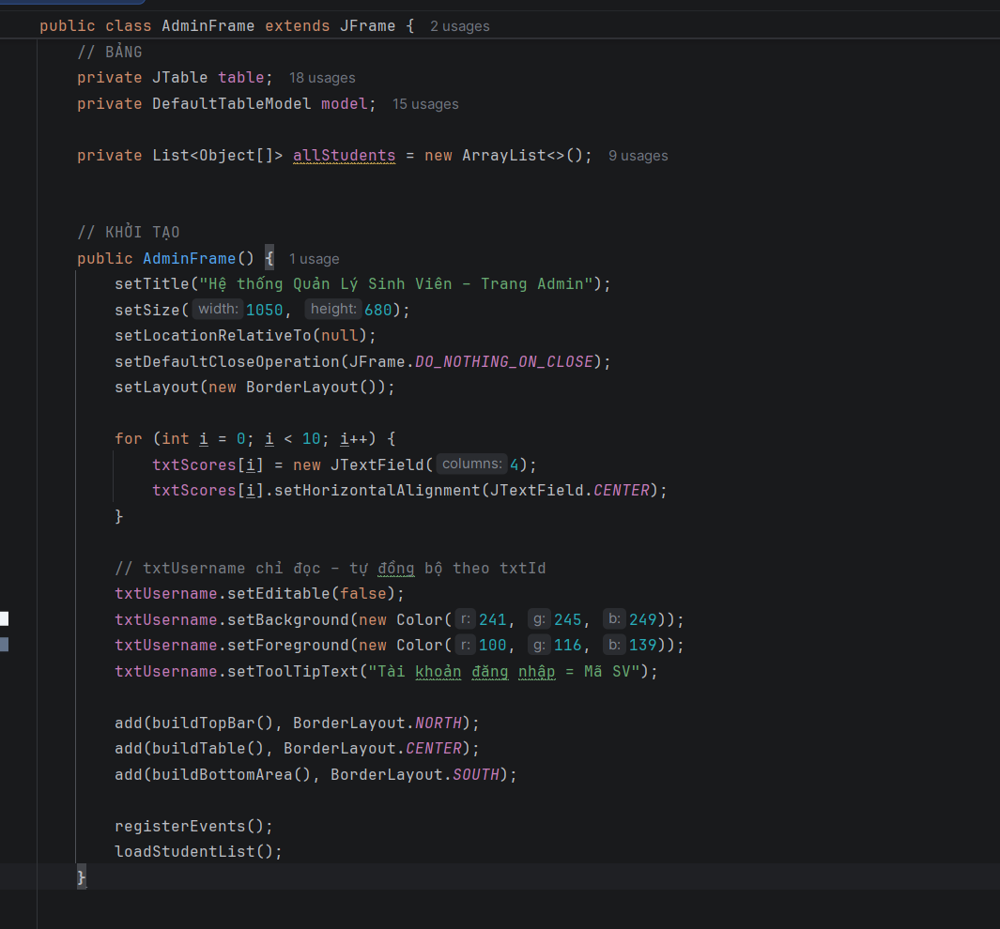 public class AdminFrame extends JFrame { 2 usages
// BẢNG
private JTable table; 18 usages
private DefaultTableModel model; 15 usages
private List<Object[]> allStudents = new ArrayList<>(); 9 usages
// KHỞI TẠO
public AdminFrame() { 1 usage
setTitle("Hệ thống Quản Lý Sinh Viên – Trang Admin");
setSize( width: 1050, height: 680);
setLocationRelativeTo(null);
setDefaultCloseOperation(JFrame.DO_NOTHING_ON_CLOSE);
setLayout(new BorderLayout());
for (int i = 0; i < 10; i++) {
txtScores[i] = new JTextField( columns: 4);
txtScores[i].setHorizontalAlignment(JTextField.CENTER);
}
// txtUsername chỉ đọc – tự đồng bộ theo txtId
txtUsername.setEditable(false);
txtUsername.setBackground(new Color( r: 241, g: 245, b: 249));
txtUsername.setForeground(new Color( r: 100, g: 116, b: 139));
txtUsername.setToolTipText("Tài khoản đăng nhập = Mã SV");
add(buildTopBar(), BorderLayout.NORTH);
add(buildTable(), BorderLayout.CENTER);
add(buildBottomArea(), BorderLayout.SOUTH);
registerEvents();
loadStudentList();
}